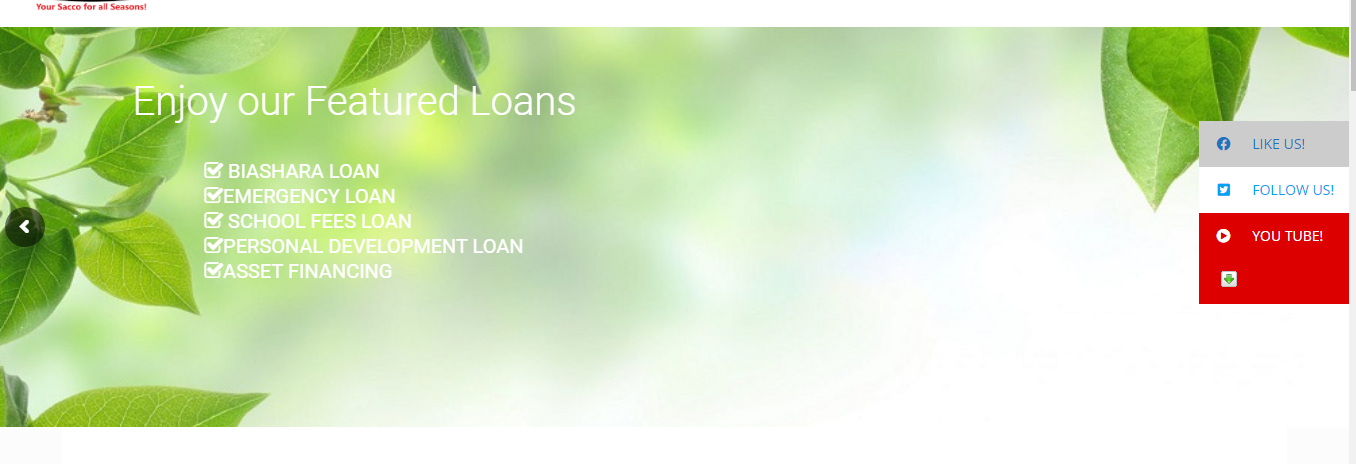 Your Sacco for all Seasons!
Enjoy our Featured Loans
BIASHARA LOAN
EMERGENCY LOAN
SCHOOL FEES LOAN
PERSONAL DEVELOPMENT LOAN
ASSET FINANCING
LIKE US!
FOLLOW US!
YOU TUBE!